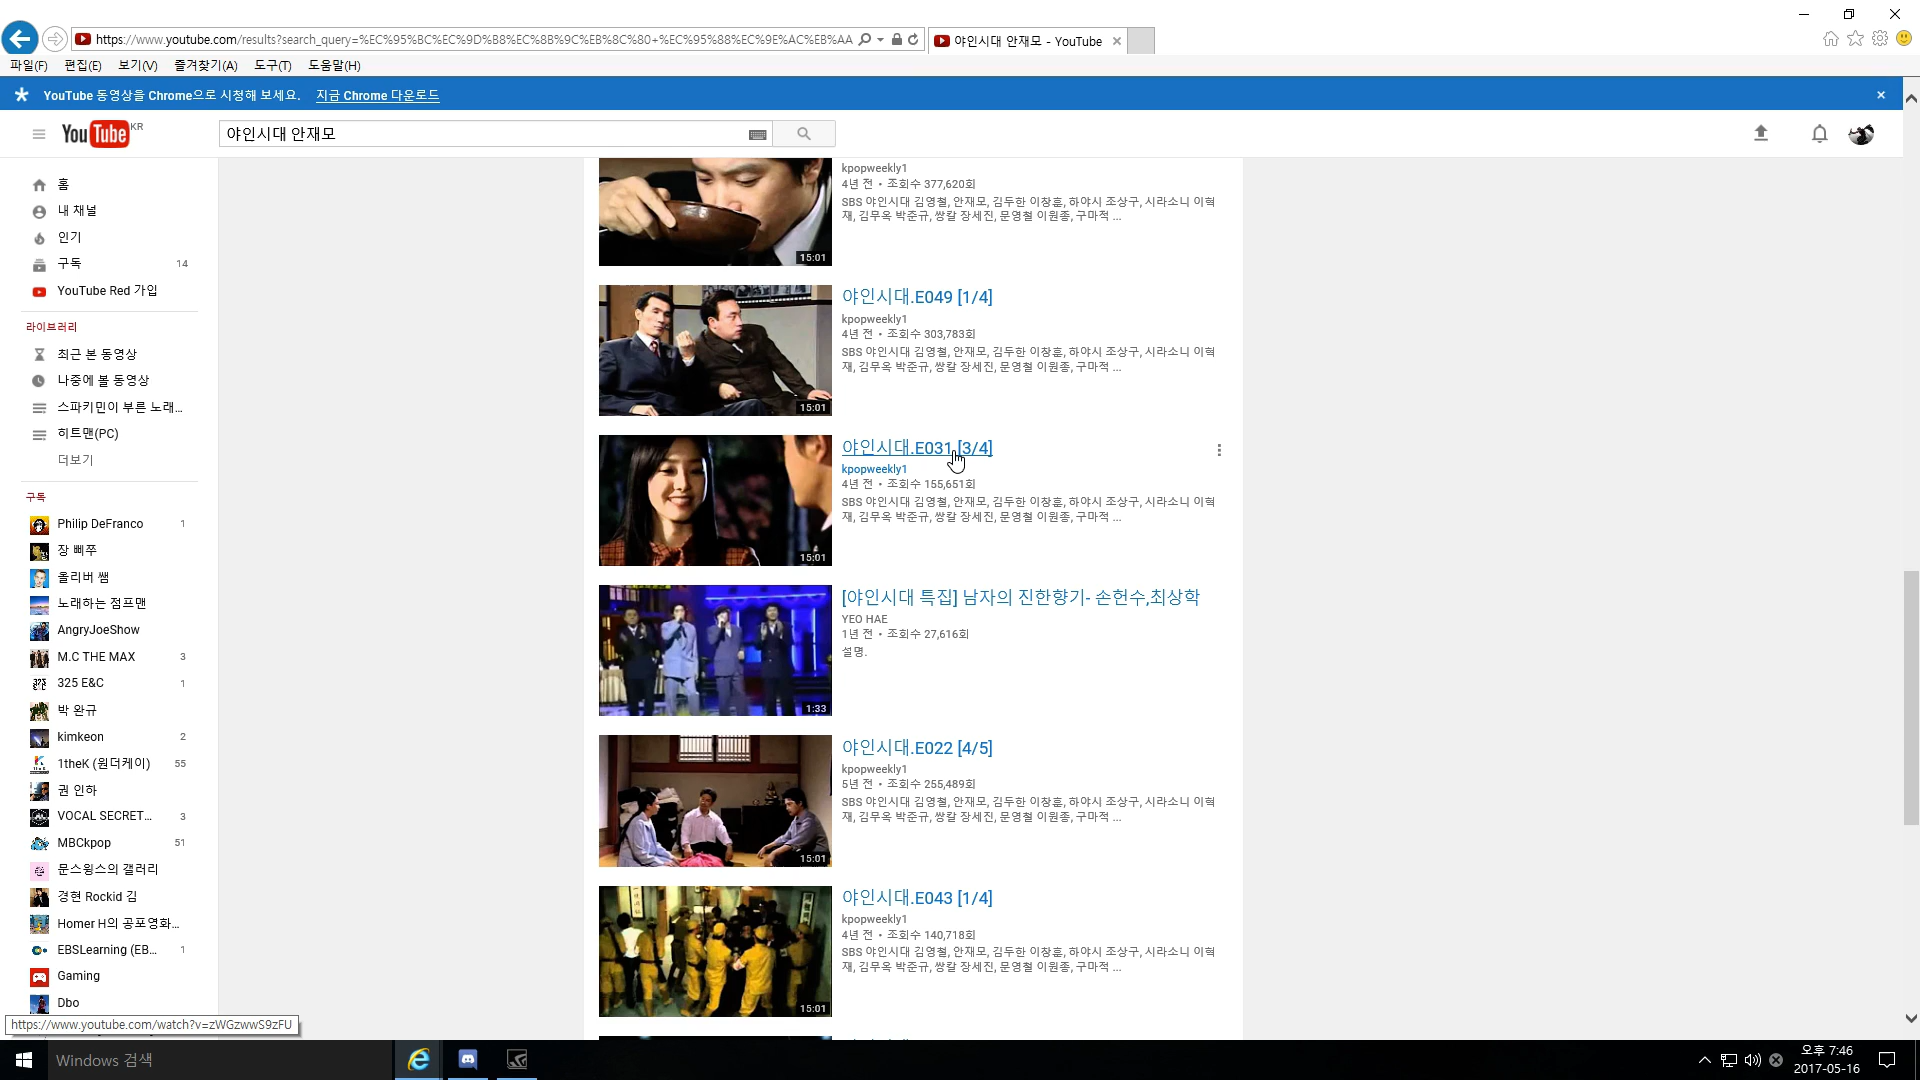 https://www.youtube.com/results?search_query=%EC%95%BC%EC%9D%B8%EC%8B%9C%EB%8C%80+%EC%95%88%EC%9E%AC%EB%AA
야인시대 안재모 - YouTube
파일(F) 편집(E) 보기(V) 즐겨찾기(A) 도구(T) 도움말(H)
YouTube 동영상을 Chrome으로 시청해 보세요. 지금 Chrome 다운로드
YouTube KR
야인시대 안재모
홈
내 채널
인기
구독 14
YouTube Red 가입
라이브러리
최근 본 동영상
나중에 볼 동영상
스파키민이 부른 노래...
히트맨(PC)
더보기
구독
Philip DeFranco 1
장 삐쭈
올리버 쌤
노래하는 점프맨
AngryJoeShow
M.C THE MAX 3
325 E&C 1
박 완규
kimkeon 2
1theK (원더케이) 55
권 인하
VOCAL SECRET... 3
MBCkpop 51
문스윙스의 갤러리
경현 Rockid 김
Homer H의 공포영화...
EBSLearning (EB... 1
Gaming
Dbo
kpopweekly1
4년 전 • 조회수 377,620회
SBS 야인시대 김영철, 안재모, 김두한 이창훈, 하야시 조상구, 시라소니 이혁
재, 김무옥 박준규, 쌍칼 장세진, 문영철 이원종, 구마적 ...
15:01
야인시대.E049 [1/4]
kpopweekly1
4년 전 • 조회수 303,783회
SBS 야인시대 김영철, 안재모, 김두한 이창훈, 하야시 조상구, 시라소니 이혁
재, 김무옥 박준규, 쌍칼 장세진, 문영철 이원종, 구마적 ...
15:01
야인시대.E031 [3/4]
kpopweekly1
4년 전 • 조회수 155,651회
SBS 야인시대 김영철, 안재모, 김두한 이창훈, 하야시 조상구, 시라소니 이혁
재, 김무옥 박준규, 쌍칼 장세진, 문영철 이원종, 구마적 ...
15:01
[야인시대 특집] 남자의 진한향기- 손헌수,최상학
YEO HAE
1년 전 • 조회수 27,616회
설명.
1:33
야인시대.E022 [4/5]
kpopweekly1
5년 전 • 조회수 255,489회
SBS 야인시대 김영철, 안재모, 김두한 이창훈, 하야시 조상구, 시라소니 이혁
재, 김무옥 박준규, 쌍칼 장세진, 문영철 이원종, 구마적 ...
15:01
야인시대.E043 [1/4]
kpopweekly1
4년 전 • 조회수 140,718회
SBS 야인시대 김영철, 안재모, 김두한 이창훈, 하야시 조상구, 시라소니 이혁
재, 김무옥 박준규, 쌍칼 장세진, 문영철 이원종, 구마적 ...
15:01
https://www.youtube.com/watch?v=zWGzwwS9zFU
Windows 검색
오후 7:46
2017-05-16